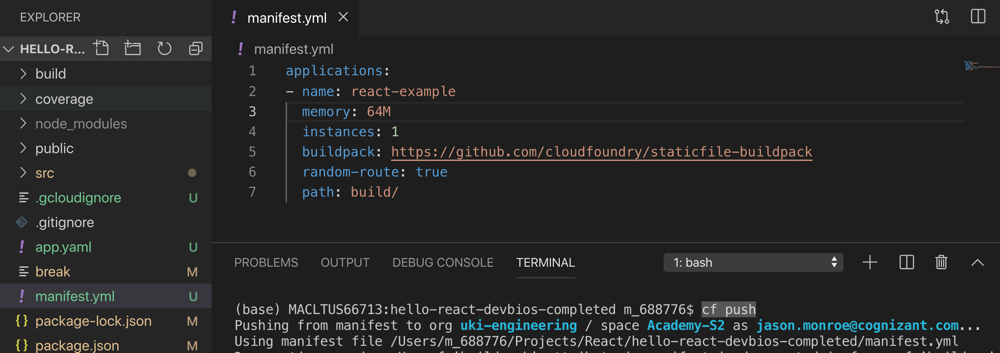 EXPLORER
HELLO-R...
build
coverage
node_modules
public
src
.gcloudignore U
.gitignore
app.yaml U
break M
manifest.yml U
{} package-lock.json M
{} package.json M
! manifest.yml
! manifest.yml
1 applications:
2 - name: react-example
3 memory: 64M
4 instances: 1
5 buildpack: https://github.com/cloudfoundry/staticfile-buildpack
6 random-route: true
7 path: build/
PROBLEMS OUTPUT DEBUG CONSOLE TERMINAL 1: bash
(base) MACLTUS66713:hello-react-devbios-completed m_688776$ cf push
Pushing from manifest to org uki-engineering / space Academy-S2 as jason.monroe@cognizant.com...
Using manifest file /Users/m_688776/Projects/React/hello-react-devbios-completed/manifest.yml